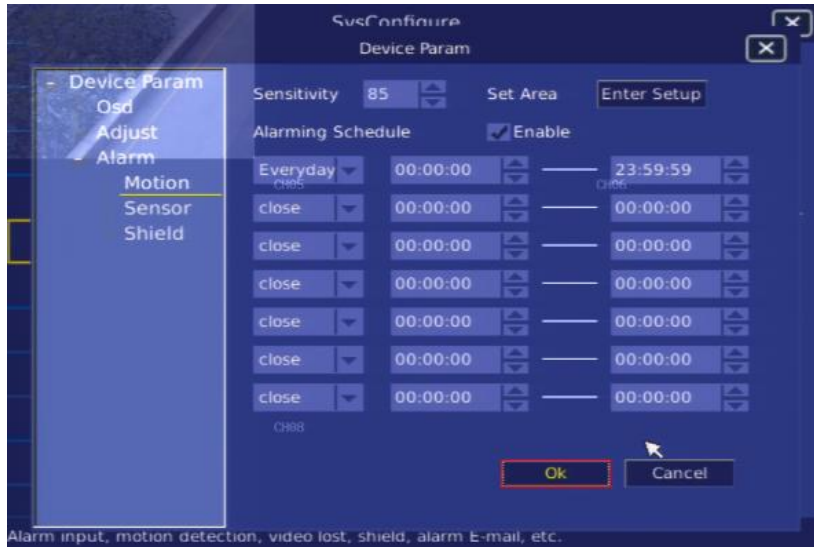 SysConfigure
Device Param
- Device Param
Osd
Adjust
- Alarm
Motion
Sensor
Shield
Sensitivity 85 Set Area Enter Setup
Alarming Schedule Enable
Everyday 00:00:00 23:59:59
CH05 CH06
close 00:00:00 00:00:00
close 00:00:00 00:00:00
close 00:00:00 00:00:00
close 00:00:00 00:00:00
close 00:00:00 00:00:00
close 00:00:00 00:00:00
CH08
Ok Cancel
Alarm input, motion detection, video lost, shield, alarm E-mail, etc.